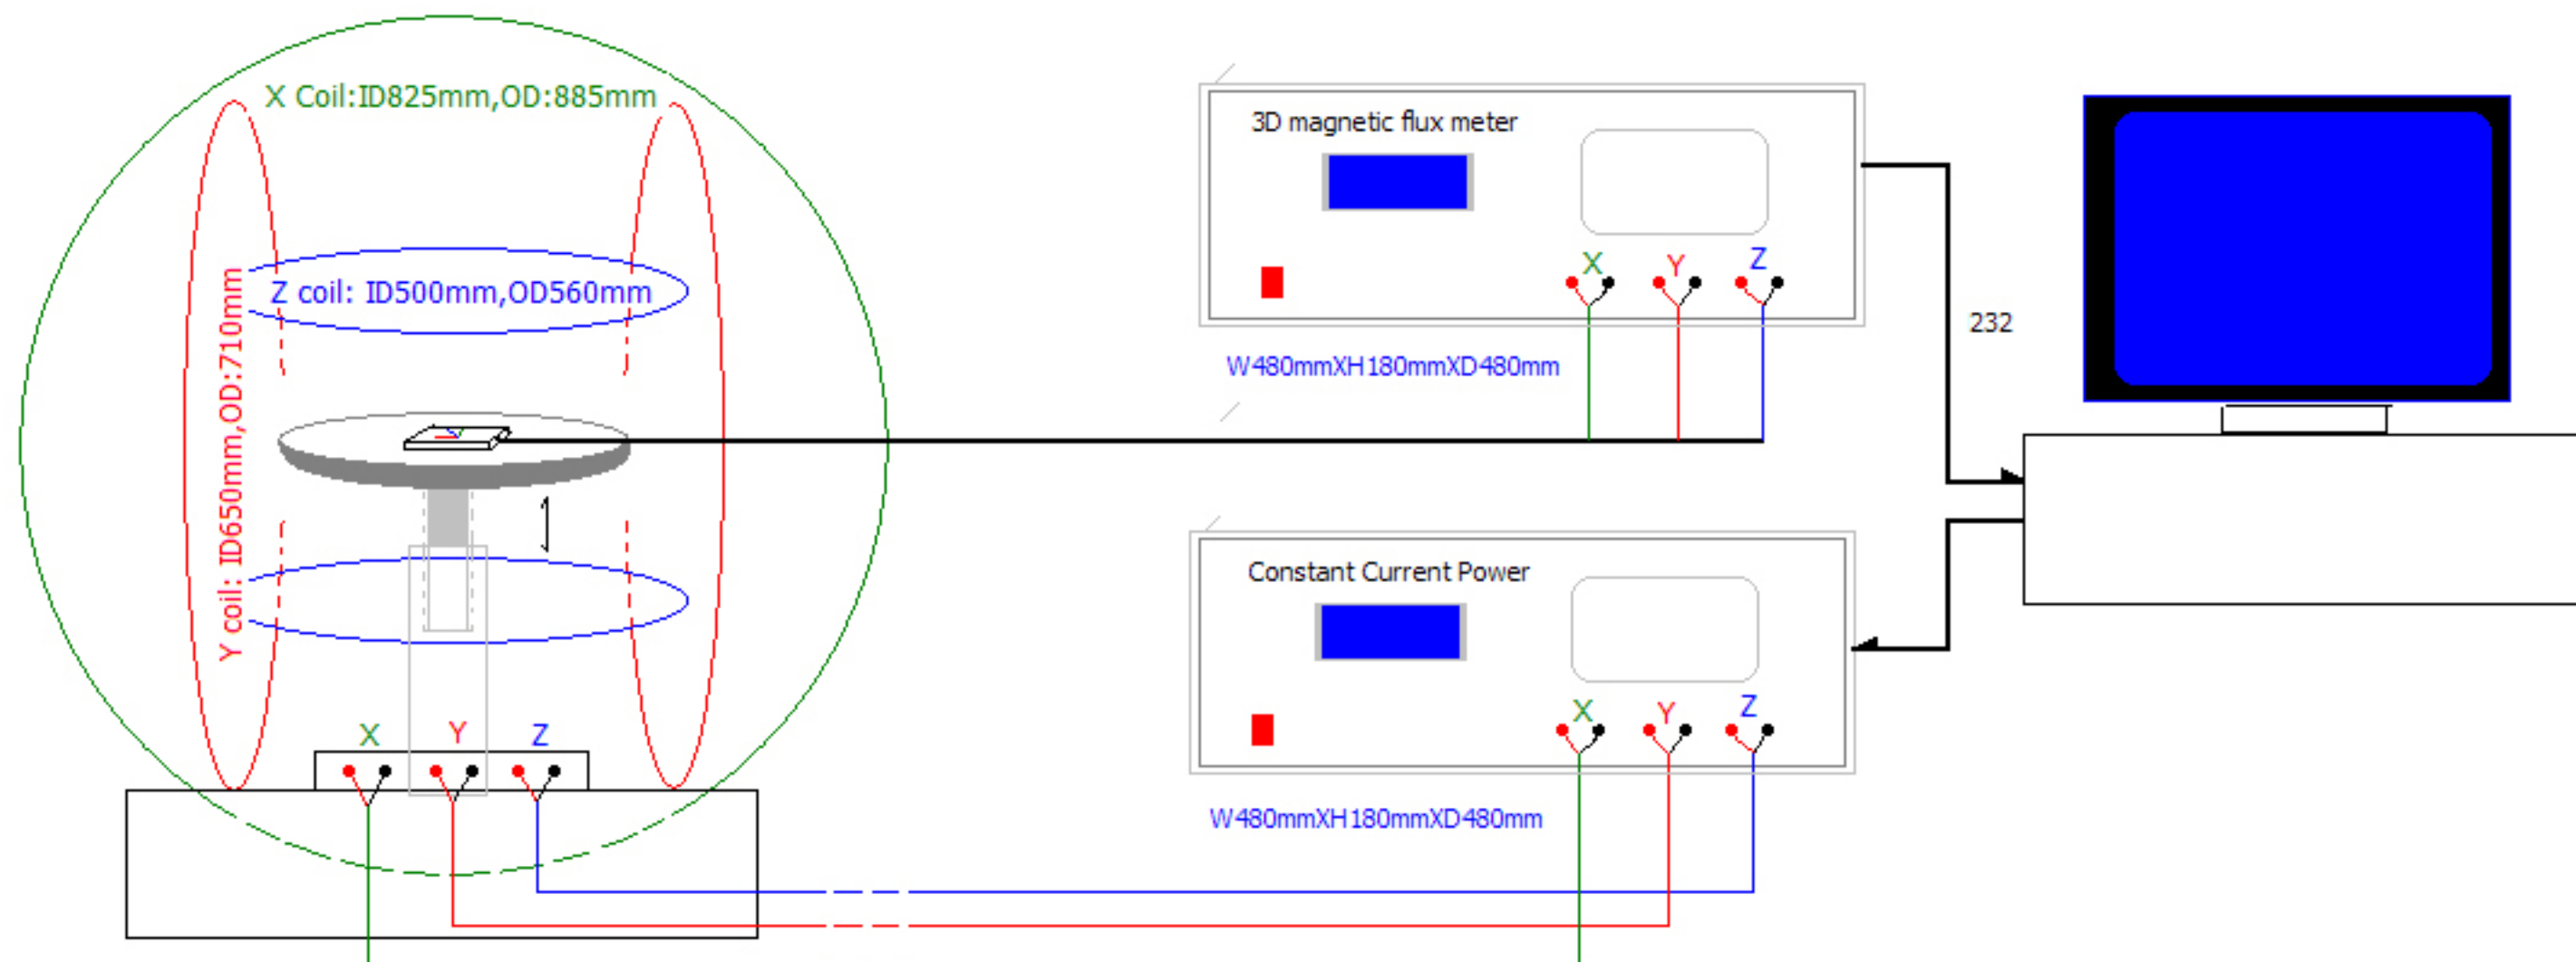 X Coil:ID825mm,OD:885mm
Z coil: ID500mm,OD560mm
Y coil: ID650mm,OD:710mm
X Y Z
3D magnetic flux meter
X Y Z
W480mmXH180mmXD480mm
232
Constant Current Power
X Y Z
W480mmXH180mmXD480mm